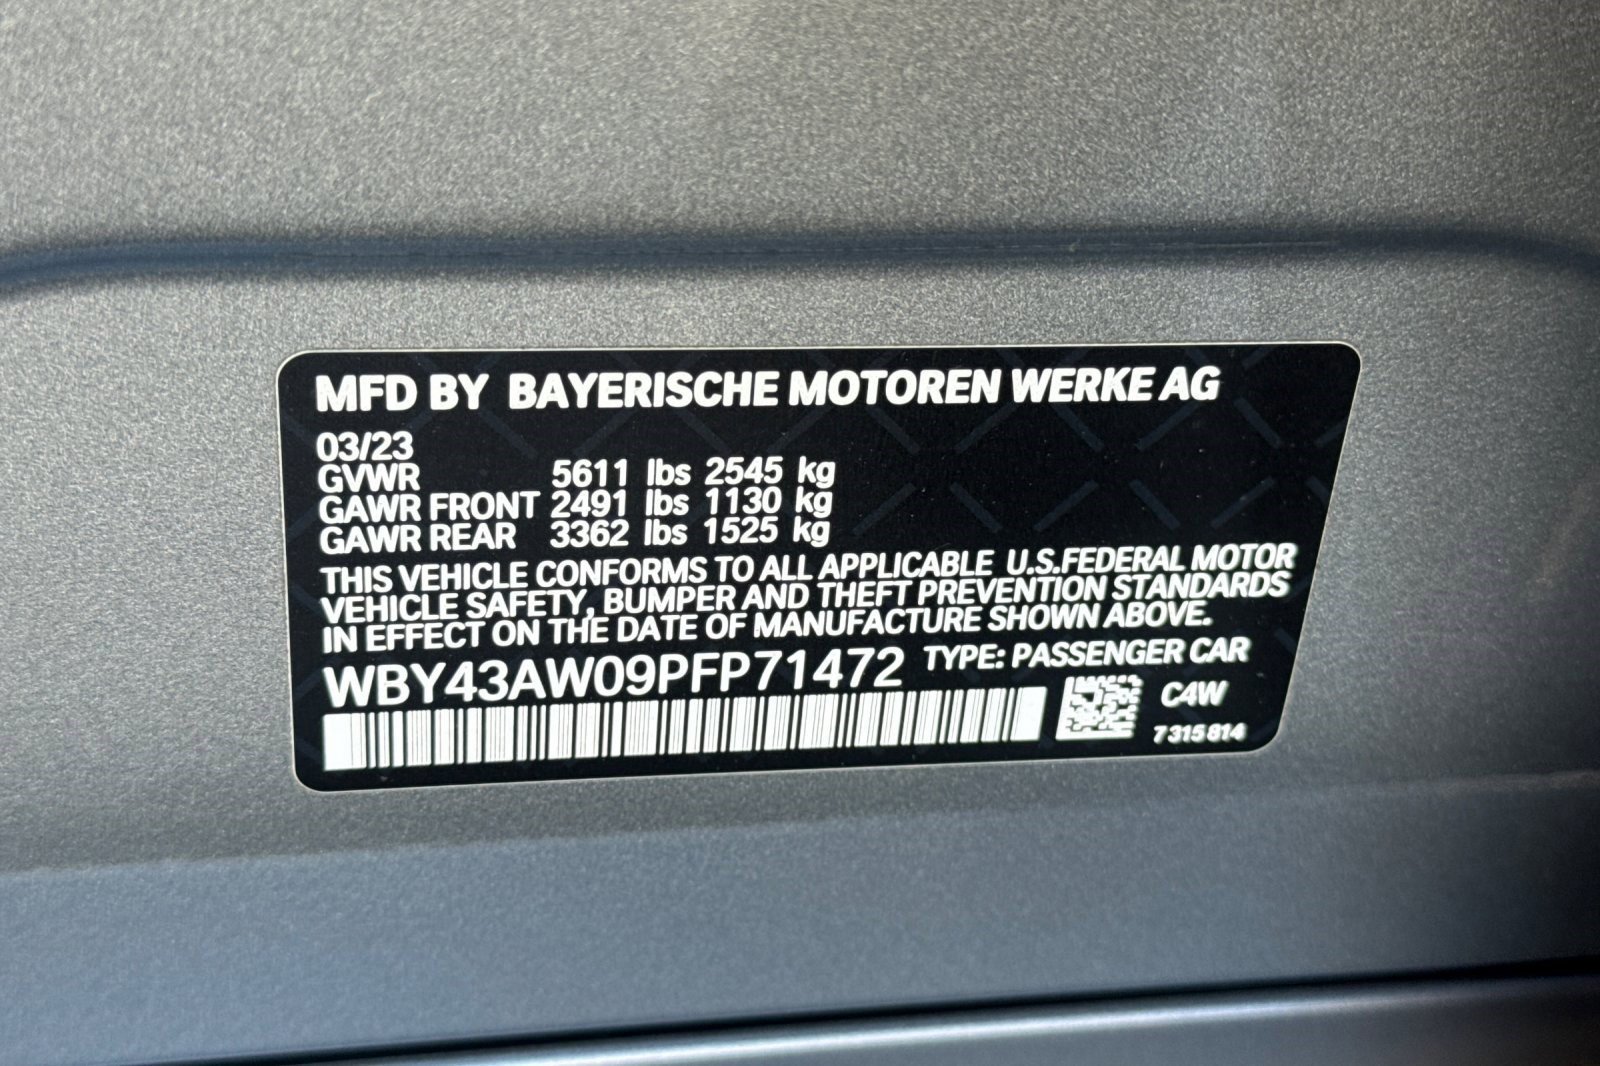 MFD BY BAYERISCHE MOTOREN WERKE AG
03/23
GVWR 5611 lbs 2545 kg
GAWR FRONT 2491 lbs 1130 kg
GAWR REAR 3362 lbs 1525 kg
THIS VEHICLE CONFORMS TO ALL APPLICABLE U.S.FEDERAL MOTOR
VEHICLE SAFETY, BUMPER AND THEFT PREVENTION STANDARDS
IN EFFECT ON THE DATE OF MANUFACTURE SHOWN ABOVE.
WBY43AW09PFP71472 TYPE: PASSENGER CAR
C4W
7 315 814